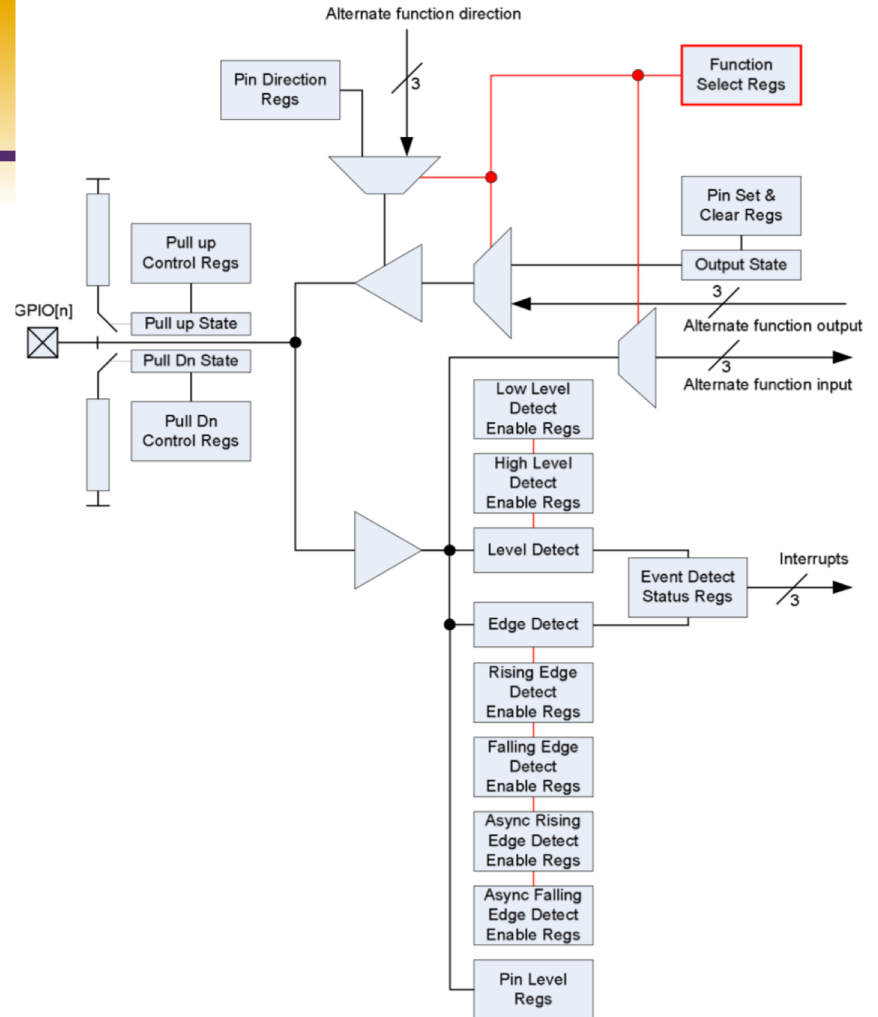 Alternate function direction
3
Pin Direction
Regs
Function
Select Regs
Pin Set &
Clear Regs
Output State
3
Alternate function output
3
Alternate function input
Pull up
Control Regs
GPIO[n]
Pull up State
Pull Dn State
Pull Dn
Control Regs
Low Level
Detect
Enable Regs
High Level
Detect
Enable Regs
Level Detect
Event Detect
Status Regs
Interrupts
3
Edge Detect
Rising Edge
Detect
Enable Regs
Falling Edge
Detect
Enable Regs
Async Rising
Edge Detect
Enable Regs
Async Falling
Edge Detect
Enable Regs
Pin Level
Regs